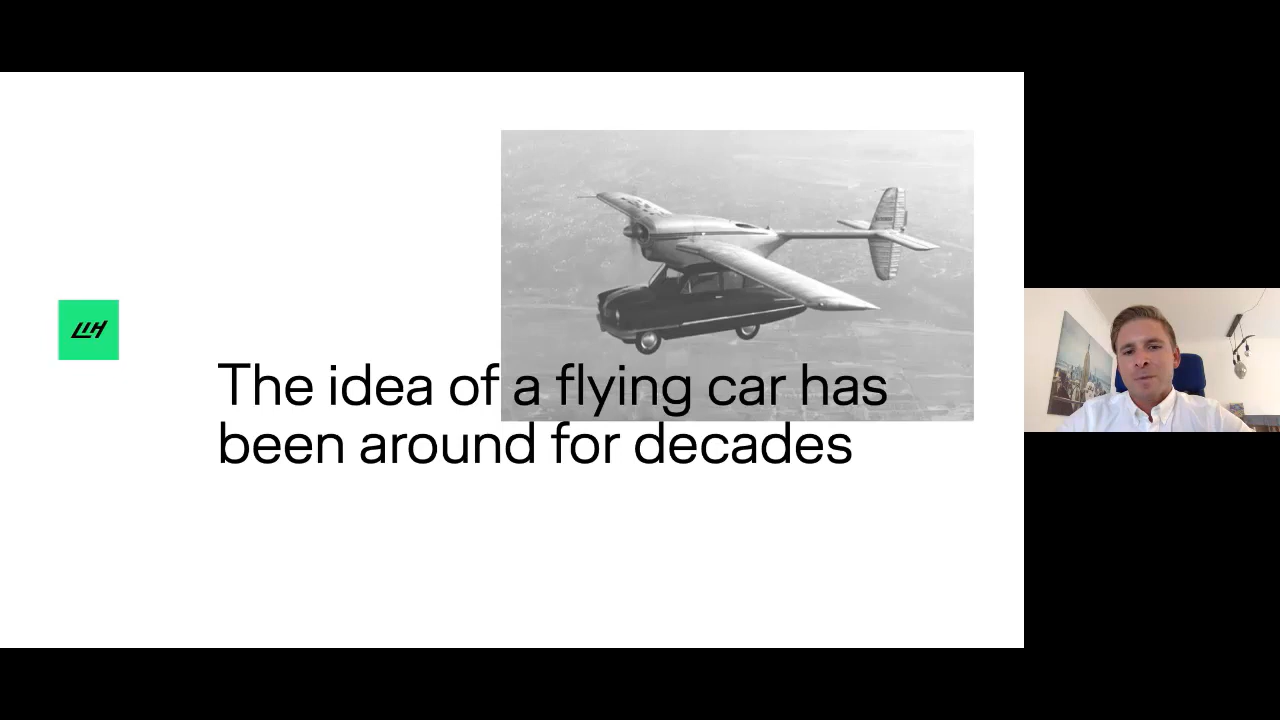 The idea of a flying car has
been around for decades